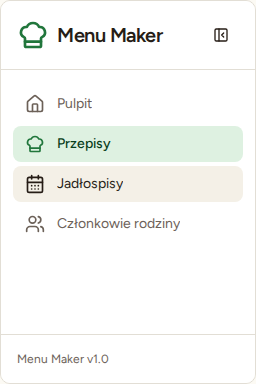 Menu Maker
Pulpit
Przepisy
Jadłospisy
Członkowie rodziny
Menu Maker v1.0